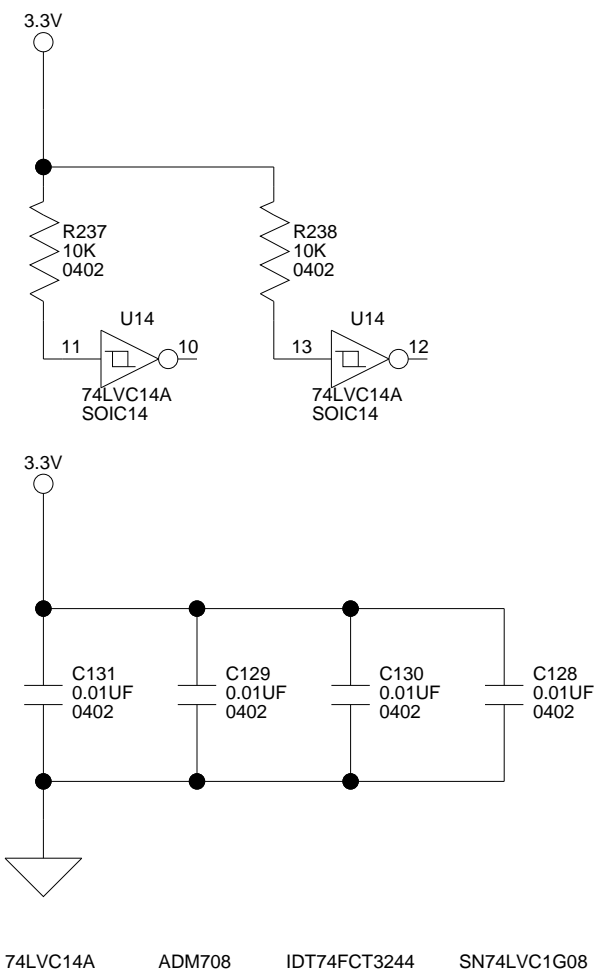 3.3V
R237
10K
0402
R238
10K
0402
U14
11
10
74LVC14A
SOIC14
U14
13
12
74LVC14A
SOIC14
3.3V
C131
0.01UF
0402
C129
0.01UF
0402
C130
0.01UF
0402
C128
0.01UF
0402
74LVC14A ADM708 IDT74FCT3244 SN74LVC1G08